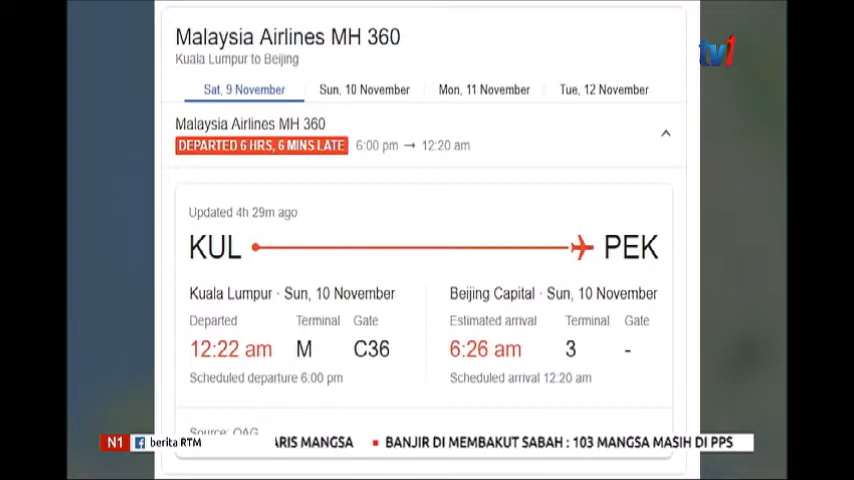 Malaysia Airlines MH 360
Kuala Lumpur to Beijing
tv1
Sat, 9 November Sun, 10 November Mon, 11 November Tue, 12 November
Malaysia Airlines MH 360
DEPARTED 6 HRS, 6 MINS LATE 6:00 pm → 12:20 am
Updated 4h 29m ago
KUL PEK
Kuala Lumpur · Sun, 10 November Beijing Capital · Sun, 10 November
Departed Terminal Gate Estimated arrival Terminal Gate
12:22 am M C36 6:26 am 3 -
Scheduled departure 6:00 pm Scheduled arrival 12:20 am
Source: OAG
N1 berita RTM ARIS MANGSA ▪ BANJIR DI MEMBAKUT SABAH : 103 MANGSA MASIH DI PPS